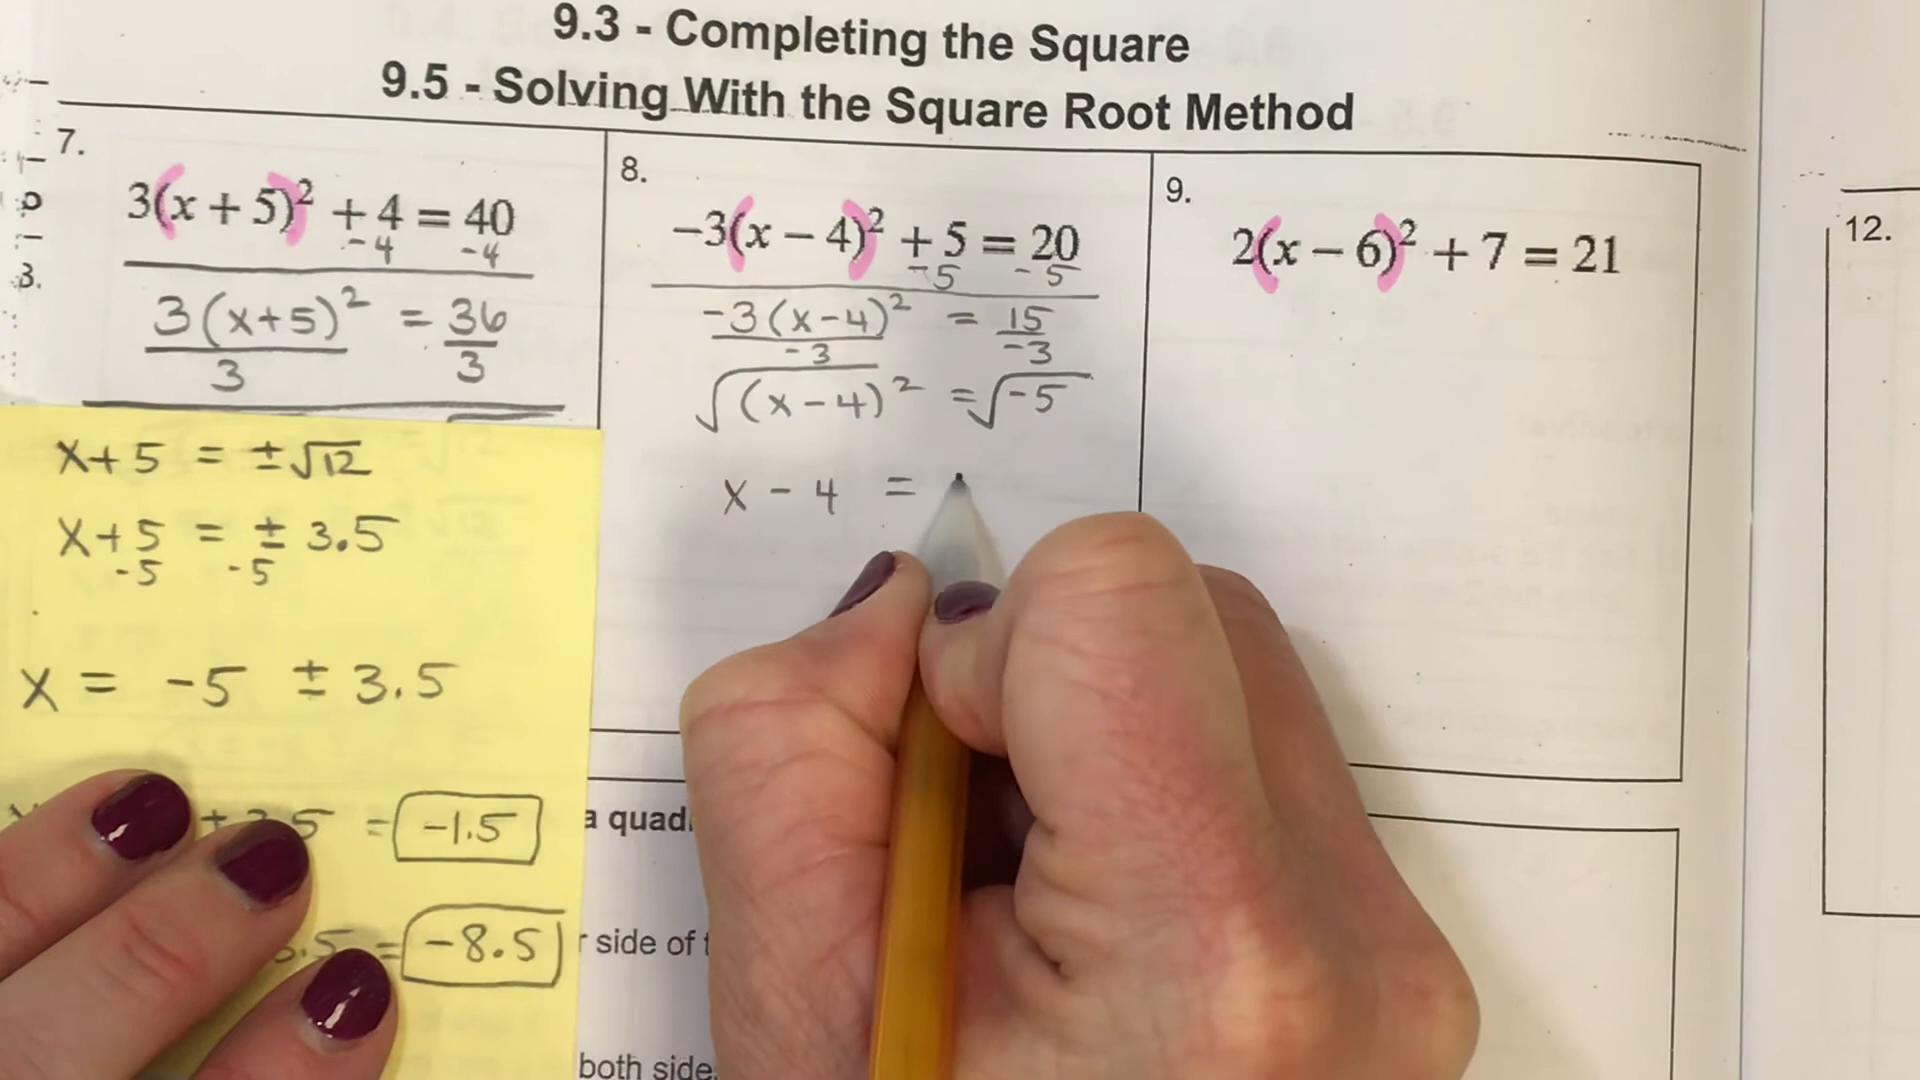 9.3 - Completing the Square
9.5 - Solving With the Square Root Method
7.
3(x + 5)² + 4 = 40
-4 -4
3(x+5)² = 36
3 3
x+5 = ±√12
x+5 = ± 3.5
-5 -5
x = -5 ± 3.5
= -1.5
.5 = -8.5
8.
−3(x − 4)² + 5 = 20
-5 -5
-3(x-4)² = 15
-3 -3
√(x-4)² = √-5
x - 4 =
9.
2(x − 6)² + 7 = 21
12.
3.
a quad
side of
both side